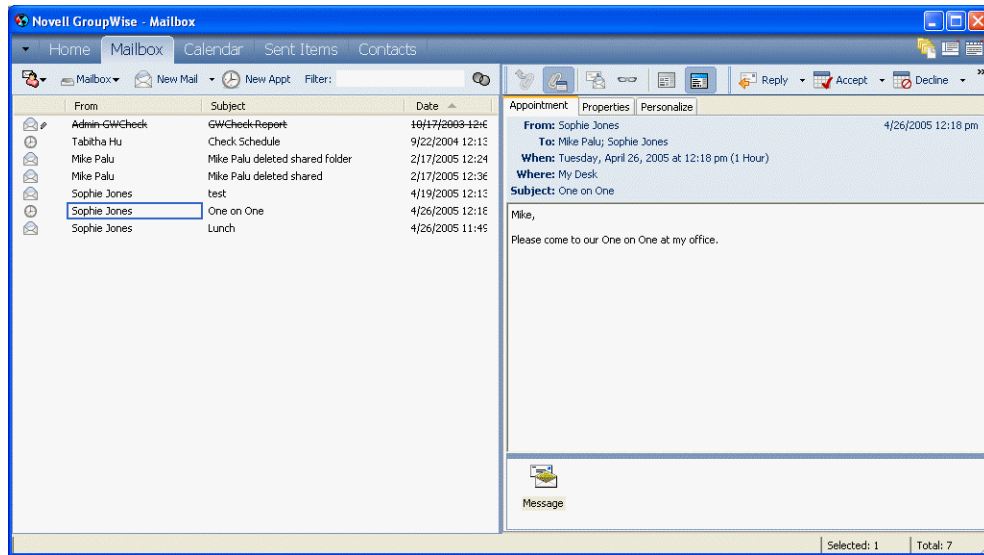 Novell GroupWise - Mailbox
Home Mailbox Calendar Sent Items Contacts
Mailbox New Mail New Appt Filter:
Reply Accept Decline »
From Subject Date
Admin GWCheck GWCheck Report 10/17/2003 12:0
Tabitha Hu Check Schedule 9/22/2004 12:13
Mike Palu Mike Palu deleted shared folder 2/17/2005 12:24
Mike Palu Mike Palu deleted shared 2/17/2005 12:36
Sophie Jones test 4/19/2005 12:13
Sophie Jones One on One 4/26/2005 12:18
Sophie Jones Lunch 4/26/2005 11:49
Appointment Properties Personalize
From: Sophie Jones 4/26/2005 12:18 pm
To: Mike Palu; Sophie Jones
When: Tuesday, April 26, 2005 at 12:18 pm (1 Hour)
Where: My Desk
Subject: One on One
Mike,
Please come to our One on One at my office.
Message
Selected: 1 Total: 7